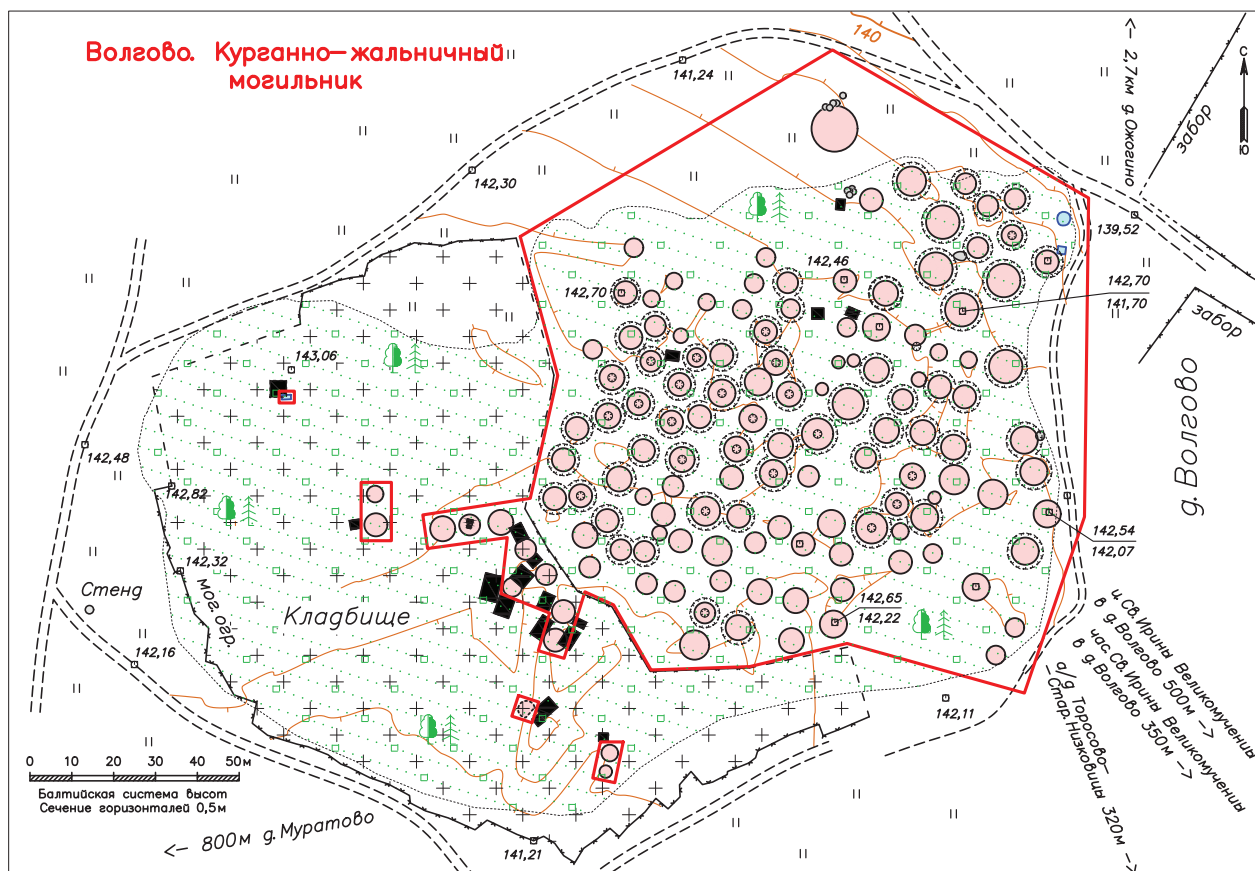 Волгово. Курганно-жальничный
могильник
140
141,24
<- 2,7км д.Ожогино
забор
С
Ю
142,30
139,52
142,46
142,70
142,70
141,70
забор
д.Волгово
143,06
142,48
142,82
142,54
142,07
142,32
мог.огр.
Стенд
Кладбище
142,65
142,22
142,16
и. Св.Ирины Великомученицы
в д.Волгово 500м ->
час. Св. Ирины Великомученицы
в д.Волгово 350м ->
142,11
а/д Торосово-
-Стар.Низковицы 320м ->
0 10 20 30 40 50м
Балтийская система высот
Сечение горизонталей 0,5м
<- 800м д.Муратово
141,21